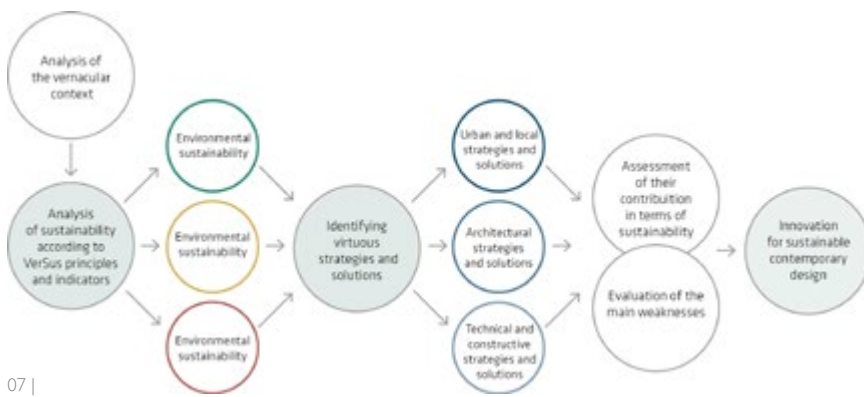 Analysis of
the vernacular
context
Analysis
of sustainability
according to
VerSus principles
and indicators
Environmental
sustainability
Environmental
sustainability
Environmental
sustainability
Identifying
virtuous
strategies and
solutions
Urban and local
strategies and
solutions
Architectural
strategies
and solutions
Technical and
constructive
strategies and
solutions
Assessment
of their
contribuition
in terms of
sustainability
Evaluation of the
main weaknesses
Innovation
for sustainable
contemporary
design
07 |